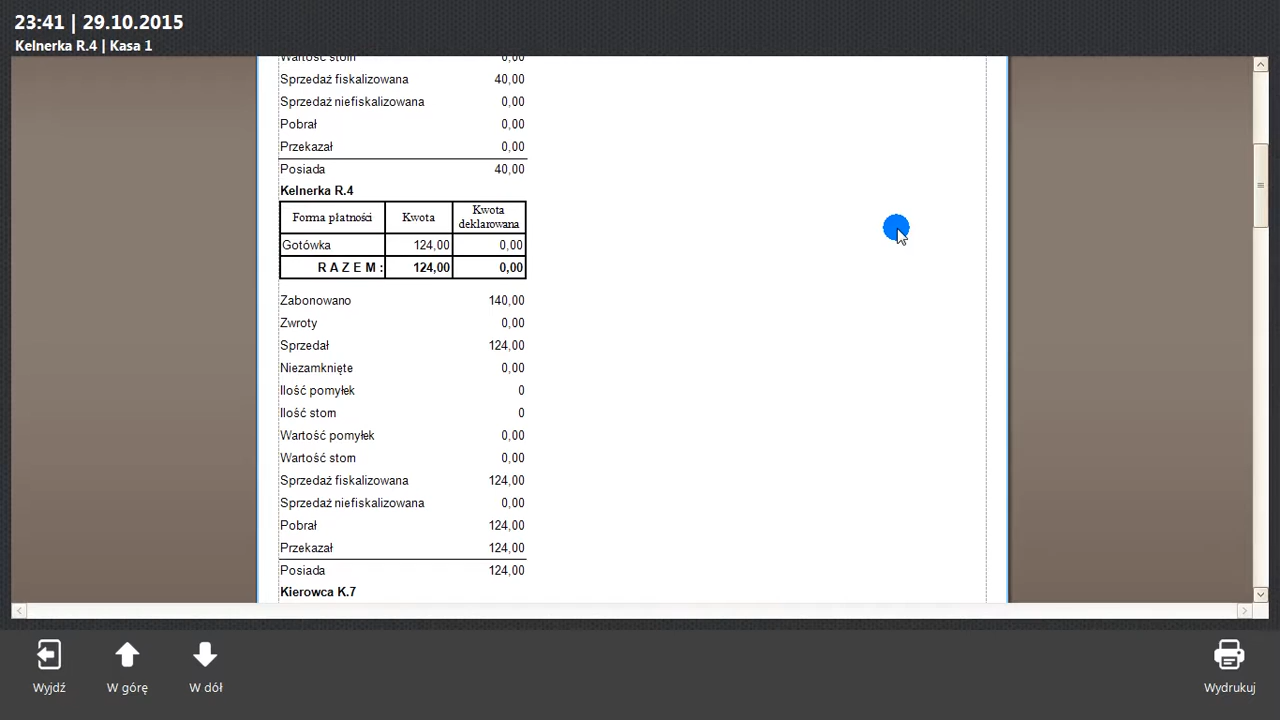 23:41 | 29.10.2015
Kelnerka R.4 | Kasa 1
Wartość storn 0,00
Sprzedaż fiskalizowana 40,00
Sprzedaż niefiskalizowana 0,00
Pobrał 0,00
Przekazał 0,00
Posiada 40,00
Kelnerka R.4
Forma płatności Kwota Kwota deklarowana
Gotówka 124,00 0,00
R A Z E M : 124,00 0,00
Zabonowano 140,00
Zwroty 0,00
Sprzedał 124,00
Niezamknięte 0,00
Ilość pomyłek 0
Ilość storn 0
Wartość pomyłek 0,00
Wartość storn 0,00
Sprzedaż fiskalizowana 124,00
Sprzedaż niefiskalizowana 0,00
Pobrał 124,00
Przekazał 124,00
Posiada 124,00
Kierowca K.7
Wyjdź W górę W dół Wydrukuj